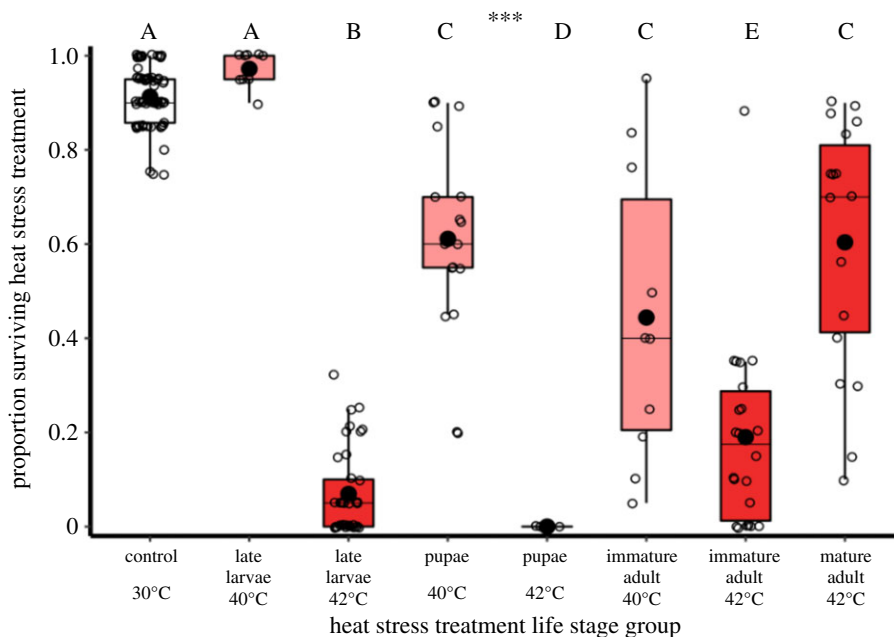 A A B C *** D C E C
proportion surviving heat stress treatment
1.0
0.8
0.6
0.4
0.2
0
control late late pupae pupae immature immature mature
larvae larvae adult adult adult
30°C 40°C 42°C 40°C 42°C 40°C 42°C 42°C
heat stress treatment life stage group